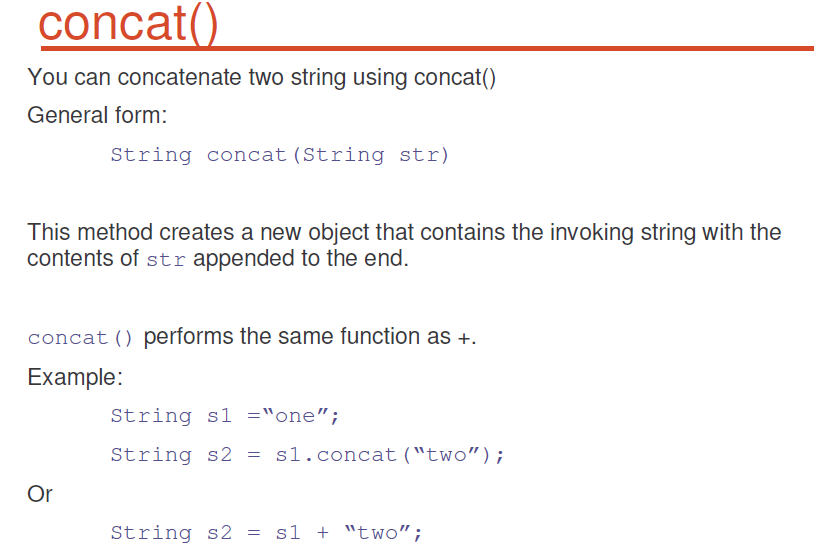 concat()
You can concatenate two string using concat()
General form:
String concat(String str)
This method creates a new object that contains the invoking string with the
contents of str appended to the end.
concat() performs the same function as +.
Example:
String s1 =“one”;
String s2 = s1.concat(“two”);
Or
String s2 = s1 + “two”;